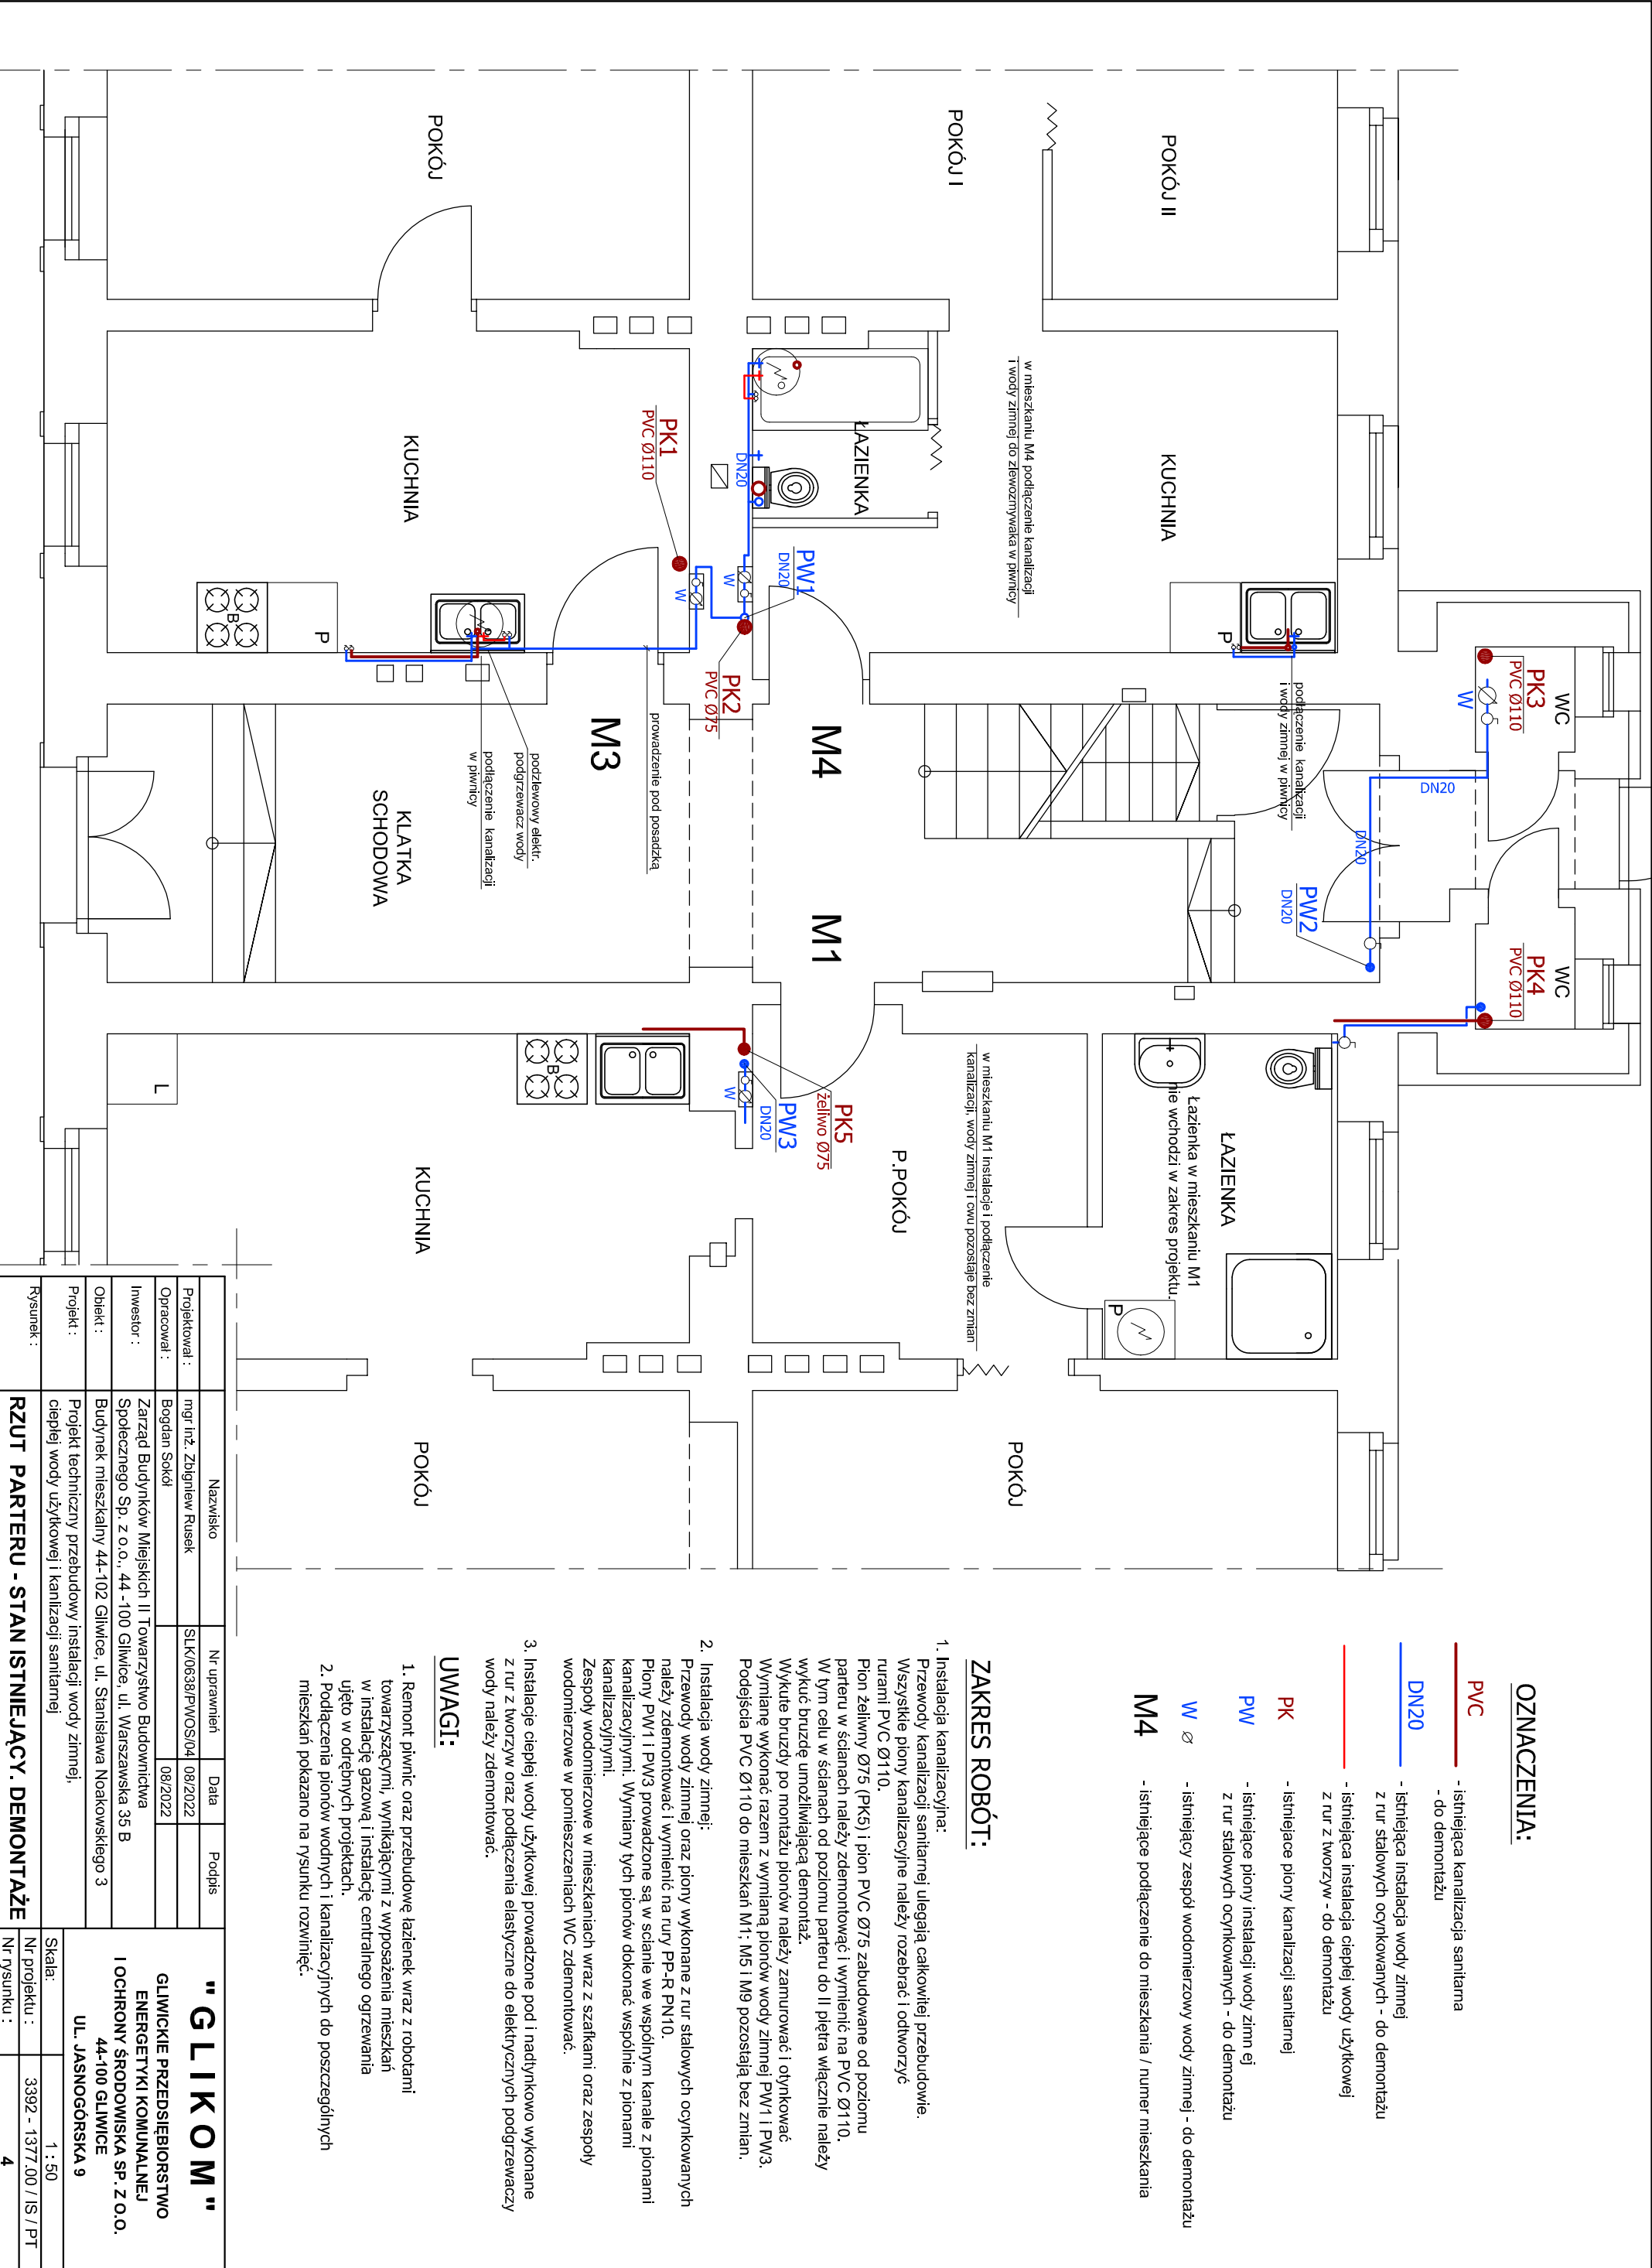 POKÓJ
POKÓJ I
POKÓJ II
KUCHNIA
ŁAZIENKA
KUCHNIA
w mieszkaniu M4 podłączenie kanalizacji
i wody zimnej do zlewozmywaka w piwnicy
PK1
PVC Ø110
DN20
PW1
DN20
W
W
PK2
PVC Ø75
B
P
P
podłączenie kanalizacji
i wody zimnej w piwnicy
PK3
PVC Ø110
WC
W
DN20
DN20
M3
M4
M1
prowadzenie pod posadzką
podzlewowy elektr.
podgrzewacz wody
podłączenie kanalizacji
w piwnicy
KLATKA
SCHODOWA
PW2
DN20
PK4
PVC Ø110
WC
L
B
KUCHNIA
W
PW3
DN20
PK5
żeliwo Ø75
P.POKÓJ
w mieszkaniu M1 instalacje i podłączenie
kanalizacji, wody zimnej i cwu pozostaje bez zmian
Łazienka w mieszkaniu M1
nie wchodzi w zakres projektu.
ŁAZIENKA
P
POKÓJ
POKÓJ
OZNACZENIA:
PVC
- istniejąca kanalizacja sanitarna
- do demontażu
DN20
- istniejąca instalacja wody zimnej
z rur stalowych ocynkowanych - do demontażu
- istniejąca instalacja ciepłej wody użytkowej
z rur z tworzyw - do demontażu
PK
- istniejace piony kanalizacji sanitarnej
PW
- istniejące piony instalacji wody zimn ej
z rur stalowych ocynkowanych - do demontażu
W ⌀
- istniejący zespół wodomierzowy wody zimnej - do demontażu
M4
- istniejące podłączenie do mieszkania / numer mieszkania
ZAKRES ROBÓT:
1. Instalacja kanalizacyjna:
Przewody kanalizacji sanitarnej ulegają całkowitej przebudowie.
Wszystkie piony kanalizacyjne należy rozebrać i odtworzyć
rurami PVC Ø110.
Pion żeliwny Ø75 (PK5) i pion PVC Ø75 zabudowane od poziomu
parteru w ścianach należy zdemontować i wymienić na PVC Ø110.
W tym celu w ścianach od poziomu parteru do II piętra włącznie należy
wykuć bruzdę umożliwiającą demontaż.
Wykute bruzdy po montażu pionów należy zamurować i otynkować
Wymianę wykonać razem z wymianą pionów wody zimnej PW1 i PW3.
Podejścia PVC Ø110 do mieszkań M1; M5 i M9 pozostają bez zmian.
2. Instalacja wody zimnej:
Przewody wody zimnej oraz piony wykonane z rur stalowych ocynkowanych
należy zdemontować i wymienić na rury PP-R PN10.
Piony PW1 i PW3 prowadzone są w ścianie we wspólnym kanale z pionami
kanalizacyjnymi. Wymiany tych pionów dokonać wspólnie z pionami
kanalizacyjnymi.
Zespoły wodomierzowe w mieszkaniach wraz z szafkami oraz zespoły
wodomierzowe w pomieszczeniach WC zdemontować.
3. Instalacje ciepłej wody użytkowej prowadzone pod i nadtynkowo wykonane
z rur z tworzyw oraz podłączenia elastyczne do elektrycznych podgrzewaczy
wody należy zdemontować.
UWAGI:
1. Remont piwnic oraz przebudowę łazienek wraz z robotami
towarzyszącymi, wynikającymi z wyposażenia mieszkań
w instalację gazową i instalację centralnego ogrzewania
ujęto w odrębnych projektach.
2. Podłączenia pionów wodnych i kanalizacyjnych do poszczególnych
mieszkań pokazano na rysunku rozwinięć.
Nazwisko Nr uprawnień Data Podpis
Projektował : mgr inż. Zbigniew Rusek SLK/0638/PWOS/04 08/2022
Opracował : Bogdan Sokół 08/2022
Inwestor : Zarząd Budynków Miejskich II Towarzystwo Budownictwa
Społecznego Sp. z o.o., 44 -100 Gliwice, ul. Warszawska 35 B
Obiekt : Budynek mieszkalny 44-102 Gliwice, ul. Stanisława Noakowskiego 3
Projekt : Projekt techniczny przebudowy instalacji wody zimnej,
ciepłej wody użytkowej i kanlizacji sanitarnej
Rysunek : RZUT PARTERU - STAN ISTNIEJĄCY. DEMONTAŻE
"G L I K O M"
GLIWICKIE PRZEDSIĘBIORSTWO
ENERGETYKI KOMUNALNEJ
I OCHRONY ŚRODOWISKA SP. Z O.O.
44-100 GLIWICE
UL. JASNOGÓRSKA 9
Skala: 1 : 50
Nr projektu : 3392 - 1377.00 / IS / PT
Nr rysunku : 4